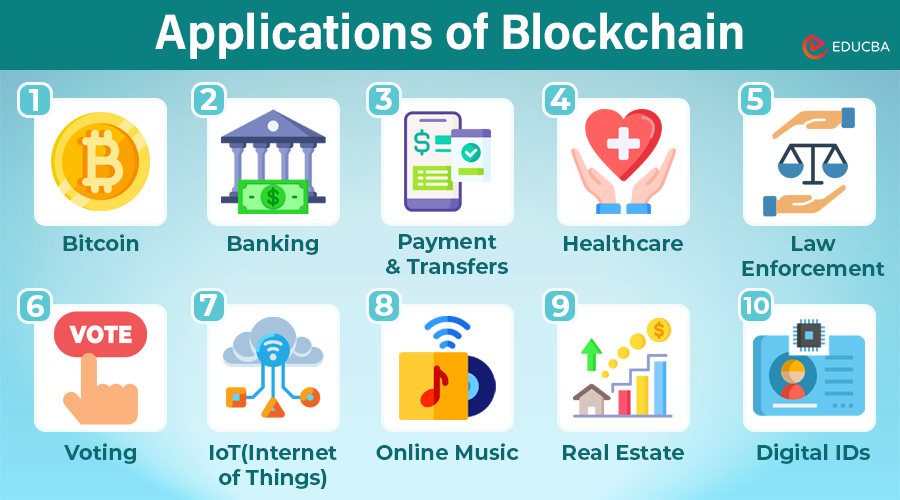 Applications of Blockchain
EDUCBA
1
Bitcoin
2
Banking
3
$
Payment
& Transfers
4
Healthcare
5
Law
Enforcement
6
VOTE
Voting
7
IoT(Internet
of Things)
8
Online Music
9
$
Real Estate
10
Digital IDs